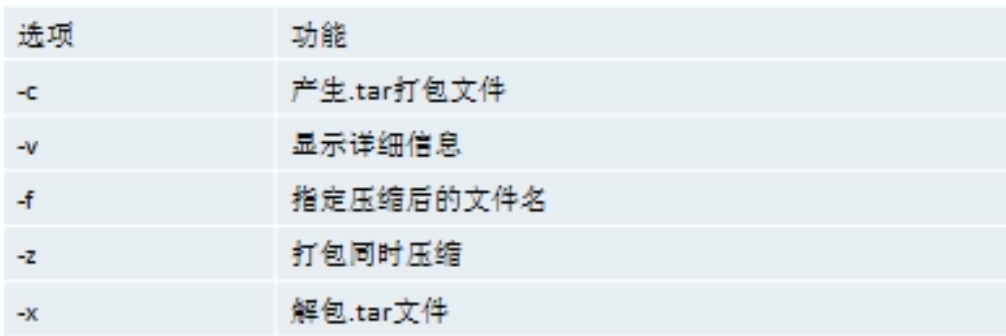 选项 功能
-c 产生.tar打包文件
-v 显示详细信息
-f 指定压缩后的文件名
-z 打包同时压缩
-x 解包.tar文件